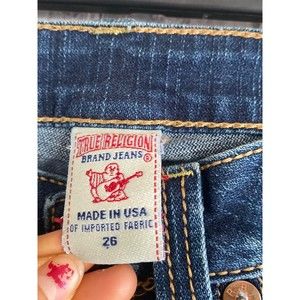 TRUE RELIGION
BRAND JEANS®
MADE IN USA
OF IMPORTED FABRIC
26